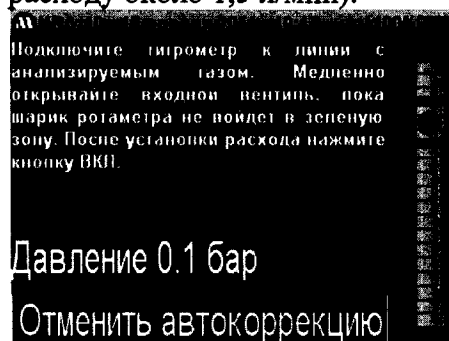 расходу около 1,5 л/мин).
Подключите гигрометр к линии с
анализируемым газом. Медленно
открывайте входной вентиль, пока
шарик ротаметра не войдет в зеленую
зону. После установки расхода нажмите
кнопку ВКЛ.
Давление 0.1 бар
Отменить автокоррекцию